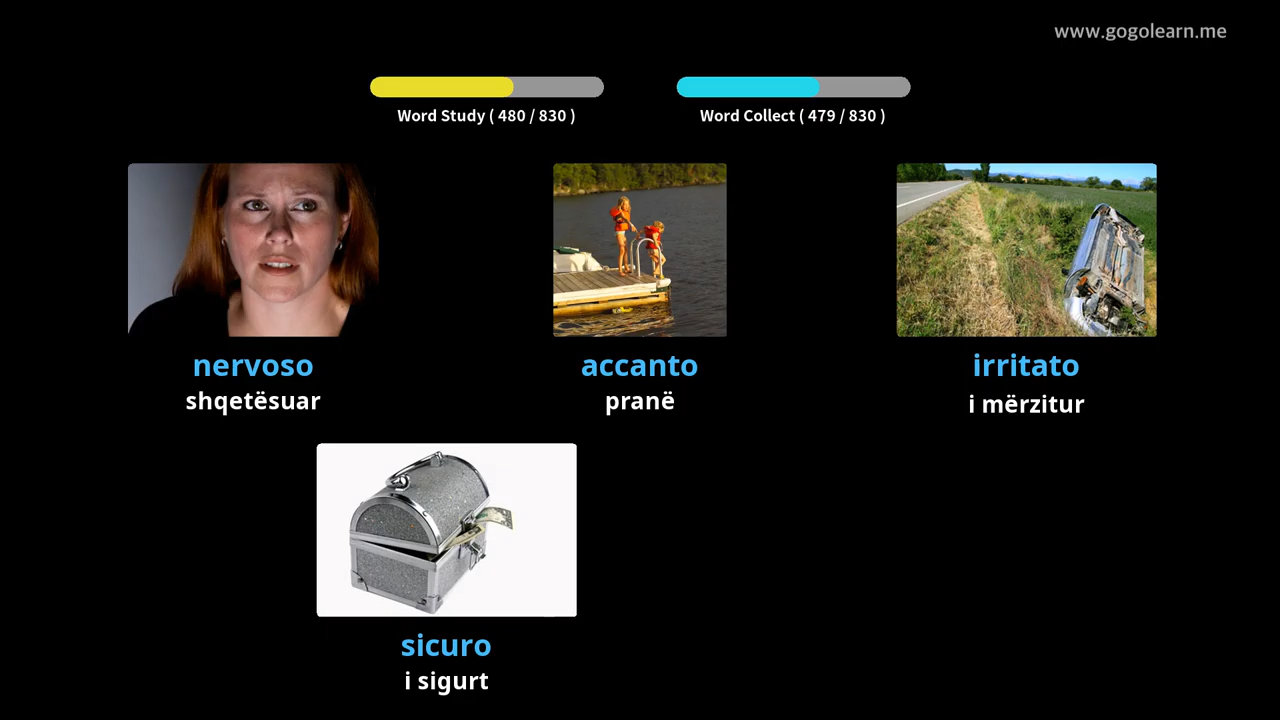 www.gogolearn.me
Word Study ( 480 / 830 )
Word Collect ( 479 / 830 )
nervoso
shqetësuar
accanto
pranë
irritato
i mërzitur
sicuro
i sigurt